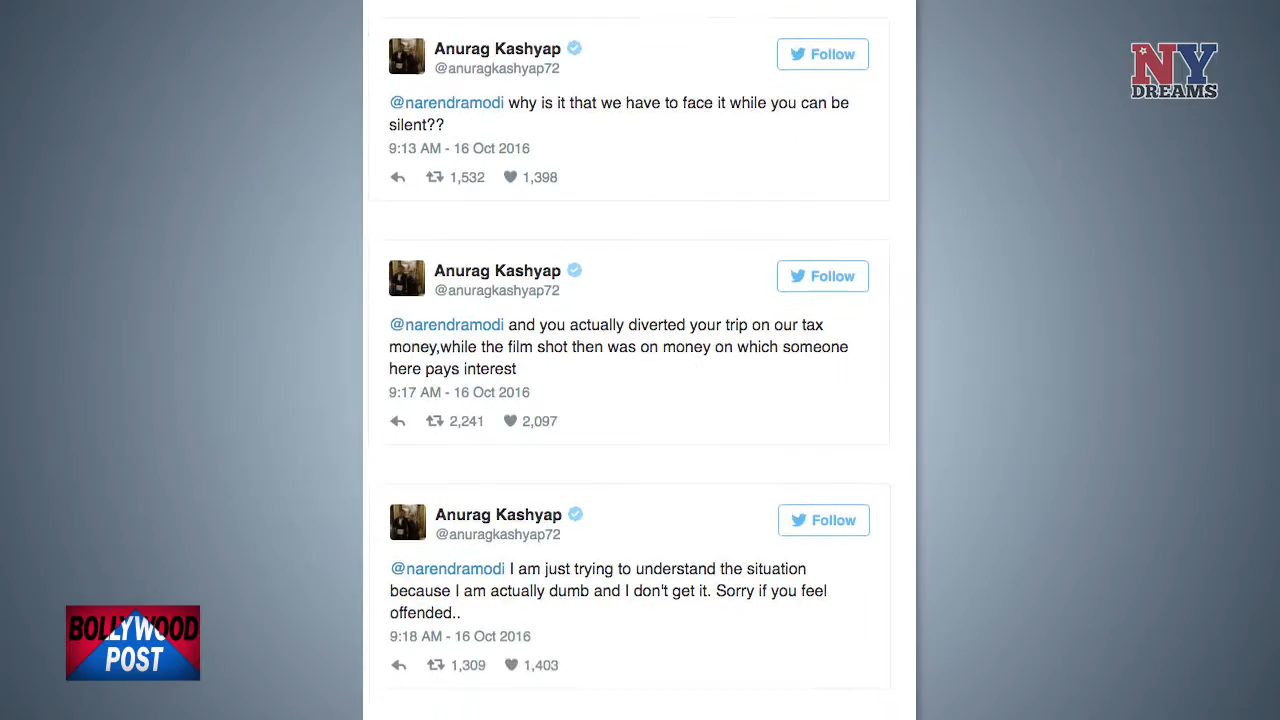 Anurag Kashyap
Follow
@anuragkashyap72
@narendramodi why is it that we have to face it while you can be
silent??
9:13 AM - 16 Oct 2016
1,532 1,398
Anurag Kashyap
Follow
@anuragkashyap72
@narendramodi and you actually diverted your trip on our tax
money,while the film shot then was on money on which someone
here pays interest
9:17 AM - 16 Oct 2016
2,241 2,097
Anurag Kashyap
Follow
@anuragkashyap72
@narendramodi I am just trying to understand the situation
because I am actually dumb and I don't get it. Sorry if you feel
offended..
9:18 AM - 16 Oct 2016
1,309 1,403
NY
DREAMS
BOLLYWOOD
POST